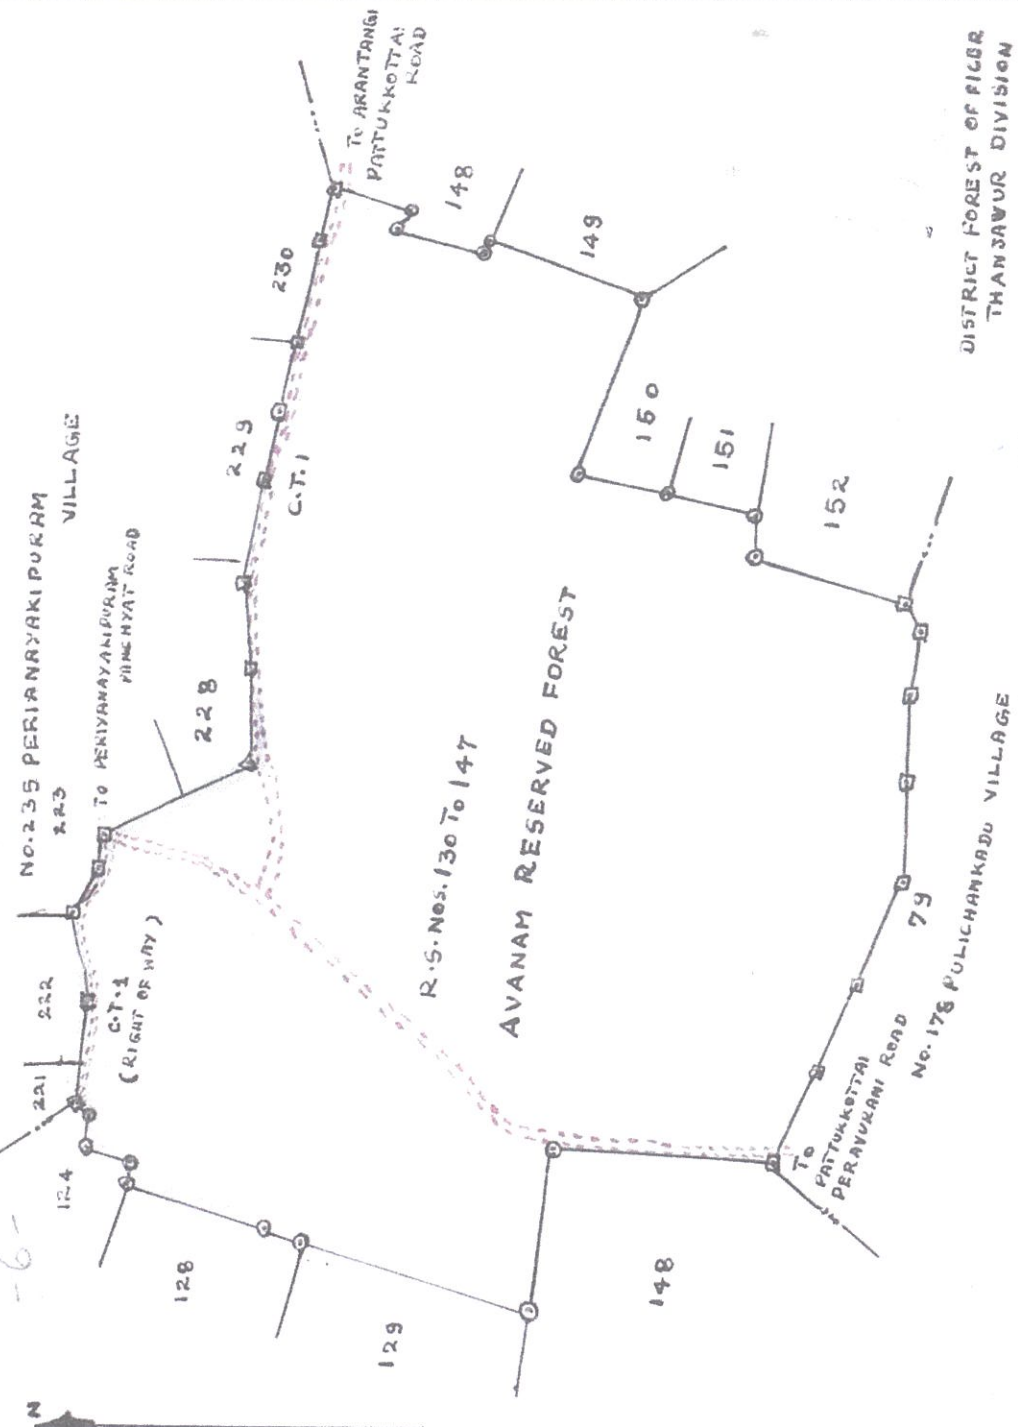 -6-
N
No.235 PERIANAYAKIPURAM
VILLAGE
223
TO PERIYANAYAKIPURAM
PANCHYAT ROAD
221
222
C.T.1
(RIGHT OF WAY)
124
128
129
148
228
229
C.T.1
230
To ARANTANGI
PATTUKKOTTAI
ROAD
148
149
150
151
152
R.S.Nos.130 To 147
AVANAM RESERVED FOREST
79
To
PATTUKKOTTAI
PERAVURANI ROAD
No.178 PULICHANKADU VILLAGE
DISTRICT FOREST OFFICER
THANJAVUR DIVISION